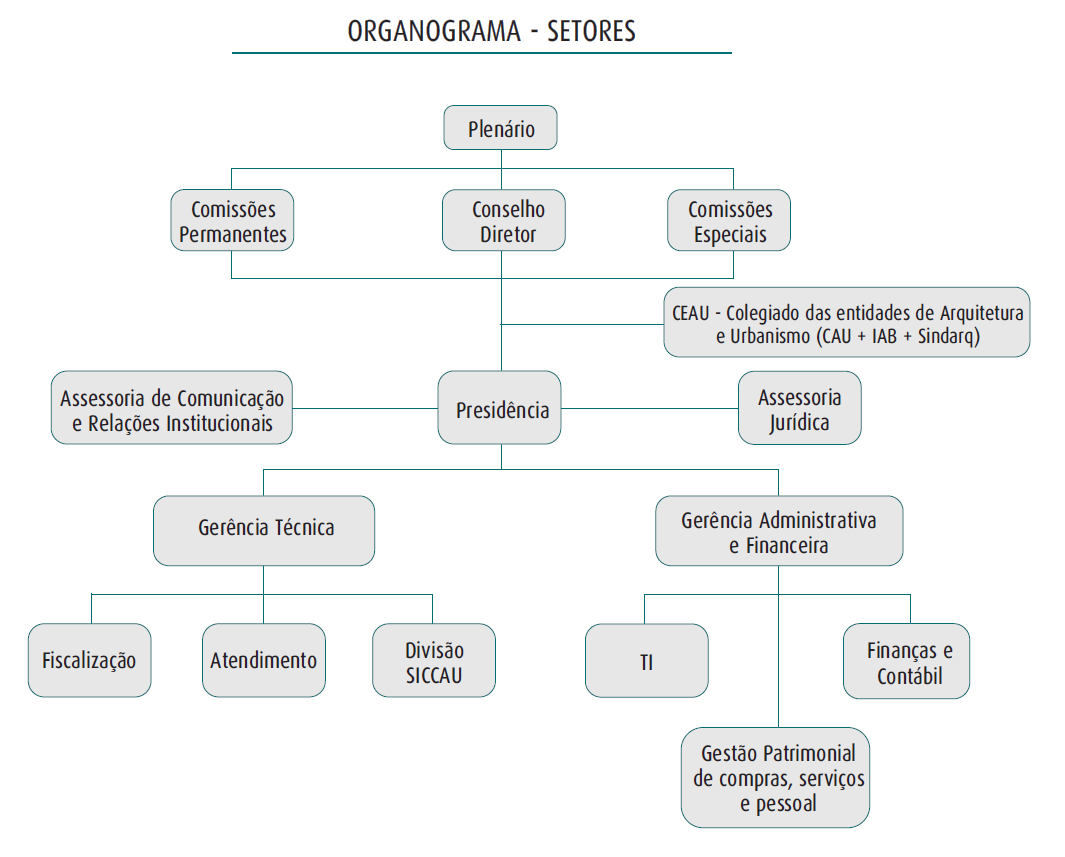 ORGANOGRAMA - SETORES
Plenário
Comissões
Permanentes
Conselho
Diretor
Comissões
Especiais
CEAU - Colegiado das entidades de Arquitetura
e Urbanismo (CAU + IAB + Sindarq)
Assessoria de Comunicação
e Relações Institucionais
Presidência
Assessoria
Jurídica
Gerência Técnica
Gerência Administrativa
e Financeira
Fiscalização
Atendimento
Divisão
SICCAU
TI
Finanças e
Contábil
Gestão Patrimonial
de compras, serviços
e pessoal